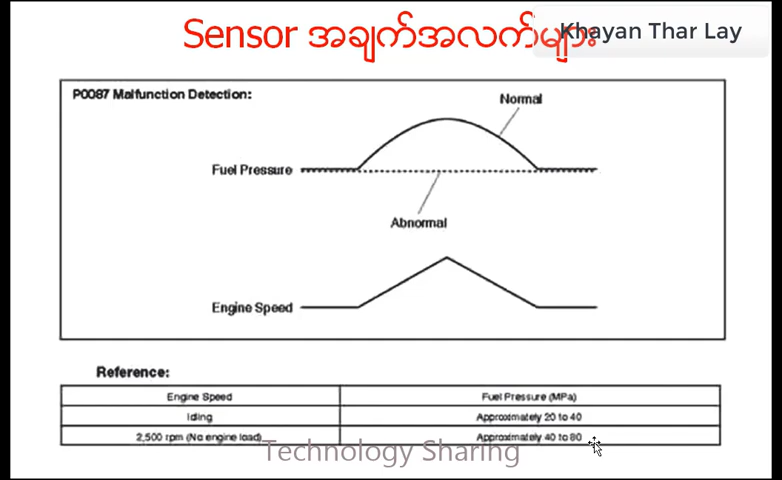 Sensor အချက်အလက်များ
Khayan Thar Lay
P0087 Malfunction Detection:
Normal
Fuel Pressure
Abnormal
Engine Speed
Reference:
Engine Speed Fuel Pressure (MPa)
Idling Approximately 20 to 40
2,500 rpm (No engine load) Approximately 40 to 80
Technology Sharing